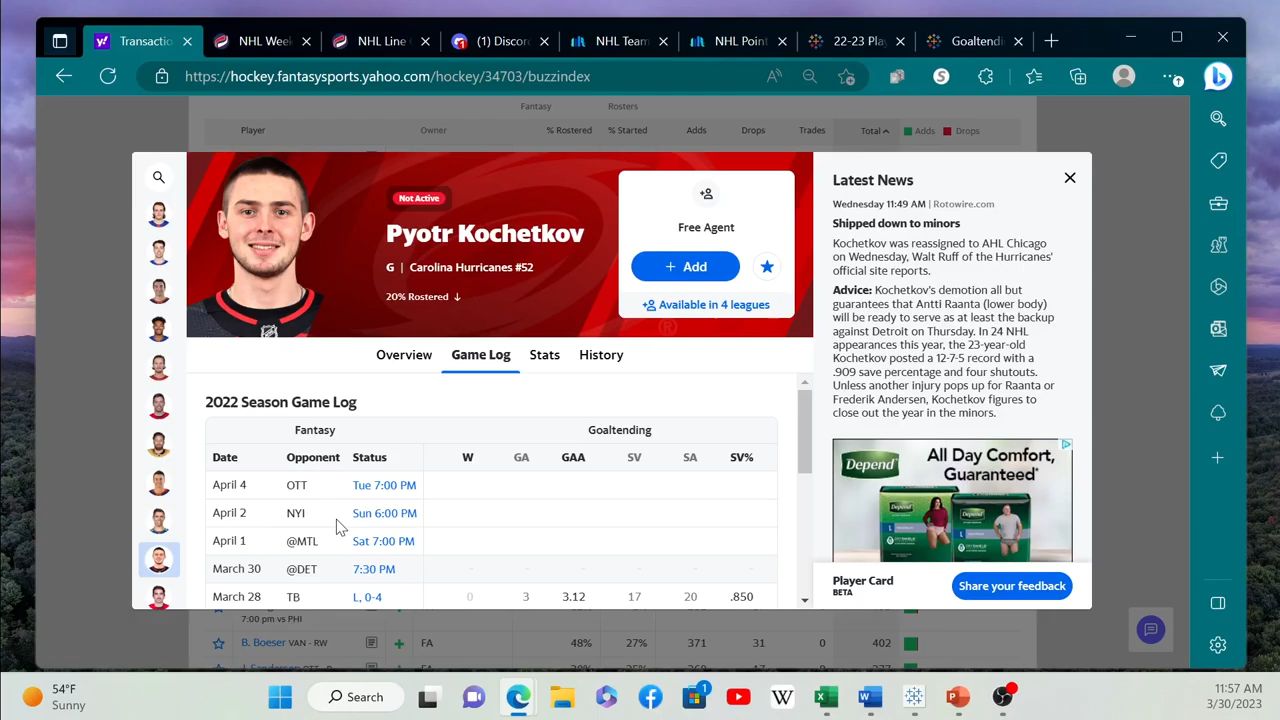 Transactio
NHL Wee
NHL Line
(1) Discor
NHL Team
NHL Point
22-23 Pla
Goaltendi
https://hockey.fantasysports.yahoo.com/hockey/34703/buzzindex
Fantasy Rosters
Player Owner % Rostered % Started Adds Drops Trades Total Adds Drops
Not Active
Pyotr Kochetkov
G | Carolina Hurricanes #52
20% Rostered ↓
Free Agent
+ Add
Available in 4 leagues
Overview Game Log Stats History
2022 Season Game Log
Fantasy Goaltending
Date Opponent Status W GA GAA SV SA SV%
April 4 OTT Tue 7:00 PM
April 2 NYI Sun 6:00 PM
April 1 @MTL Sat 7:00 PM
March 30 @DET 7:30 PM - - - - - -
March 28 TB L, 0-4 0 3 3.12 17 20 .850
Latest News
Wednesday 11:49 AM | Rotowire.com
Shipped down to minors
Kochetkov was reassigned to AHL Chicago
on Wednesday, Walt Ruff of the Hurricanes'
official site reports.
Advice: Kochetkov's demotion all but
guarantees that Antti Raanta (lower body)
will be ready to serve as at least the backup
against Detroit on Thursday. In 24 NHL
appearances this year, the 23-year-old
Kochetkov posted a 12-7-5 record with a
.909 save percentage and four shutouts.
Unless another injury pops up for Raanta or
Frederik Andersen, Kochetkov figures to
close out the year in the minors.
Depend
All Day Comfort,
Guaranteed*
Player Card
BETA
Share your feedback
7:00 pm vs PHI
B. Boeser VAN - RW FA 48% 27% 371 31 0 402
54°F
Sunny
Search
1
11:57 AM
3/30/2023